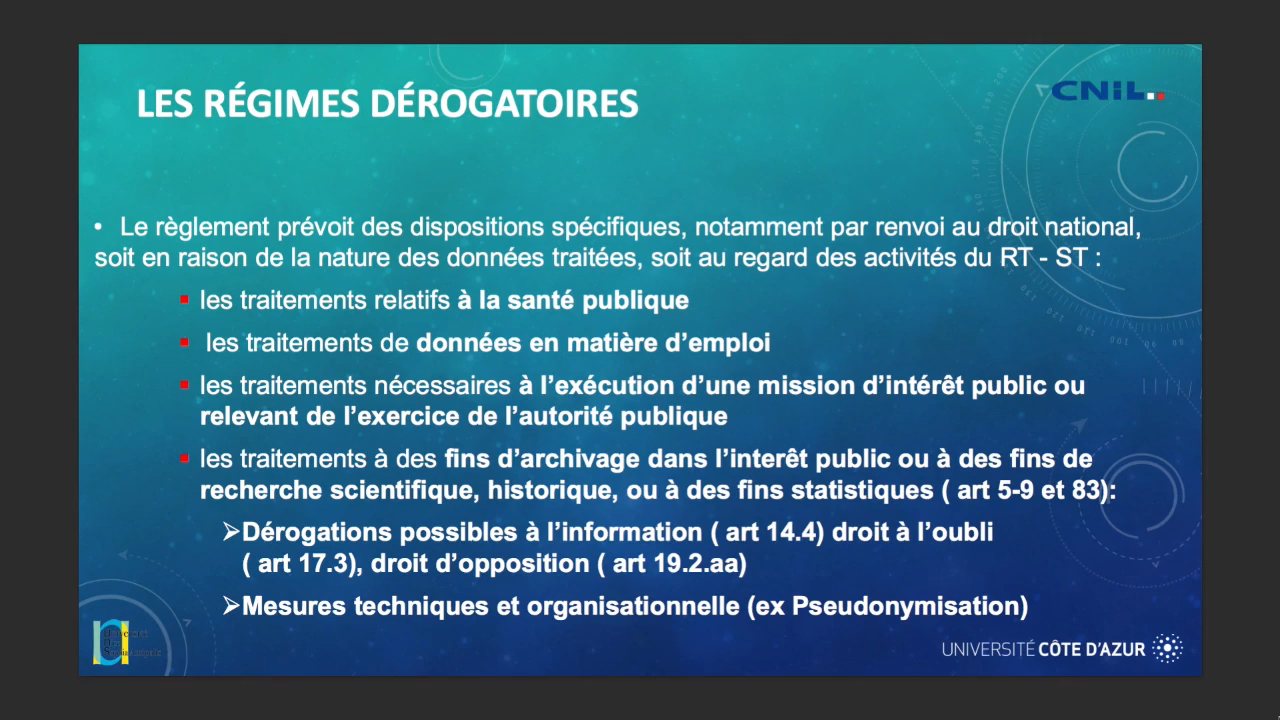 LES RÉGIMES DÉROGATOIRES
CNIL..
• Le règlement prévoit des dispositions spécifiques, notamment par renvoi au droit national,
soit en raison de la nature des données traitées, soit au regard des activités du RT - ST :
les traitements relatifs à la santé publique
les traitements de données en matière d’emploi
les traitements nécessaires à l’exécution d’une mission d’intérêt public ou
relevant de l’exercice de l’autorité publique
les traitements à des fins d’archivage dans l’interêt public ou à des fins de
recherche scientifique, historique, ou à des fins statistiques ( art 5-9 et 83):
Dérogations possibles à l’information ( art 14.4) droit à l’oubli
( art 17.3), droit d’opposition ( art 19.2.aa)
Mesures techniques et organisationnelle (ex Pseudonymisation)
UNIVERSITÉ CÔTE D’AZUR